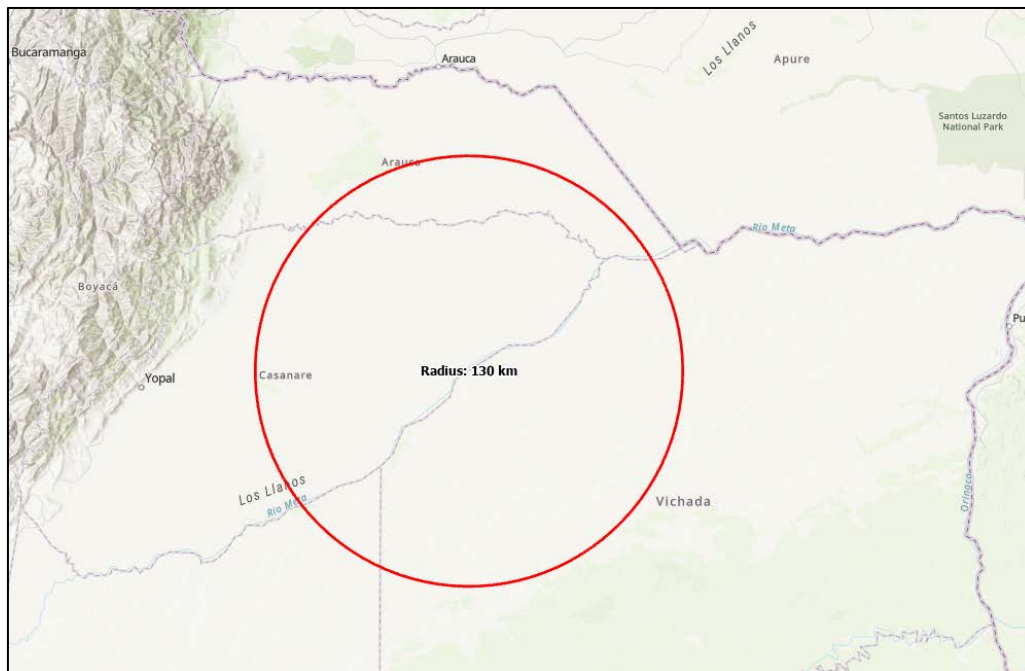 Bucaramanga
Arauca
Los Llanos
Apure
Santos Luzardo
National Park
Arauca
Río Meta
Boyacá
Pu
Yopal
Casanare
Radius: 130 km
Los Llanos
Río Meta
Vichada
Orinoco